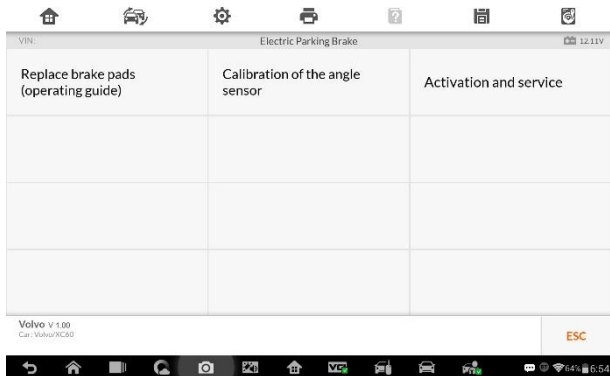 VIN:
Electric Parking Brake
12.11V
Replace brake pads
(operating guide)
Calibration of the angle
sensor
Activation and service
Volvo V 1.00
Car: Volvo/XC60
ESC
VCI
64% 6:54